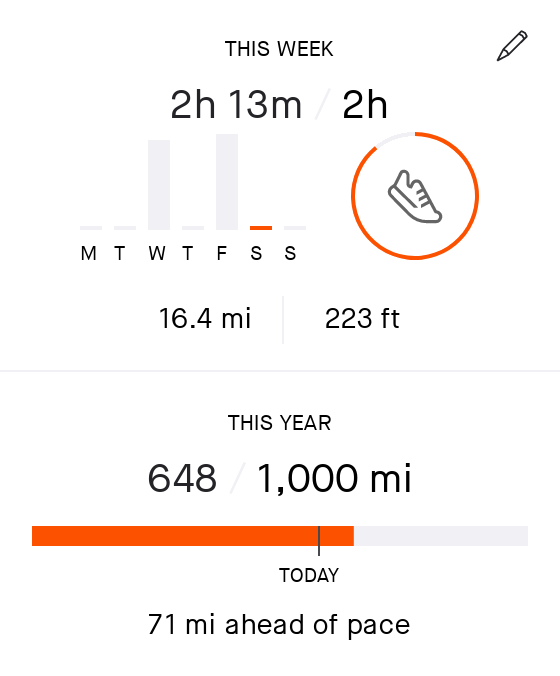 THIS WEEK
2h 13m / 2h
M T W T F S S
16.4 mi | 223 ft
THIS YEAR
648 / 1,000 mi
TODAY
71 mi ahead of pace